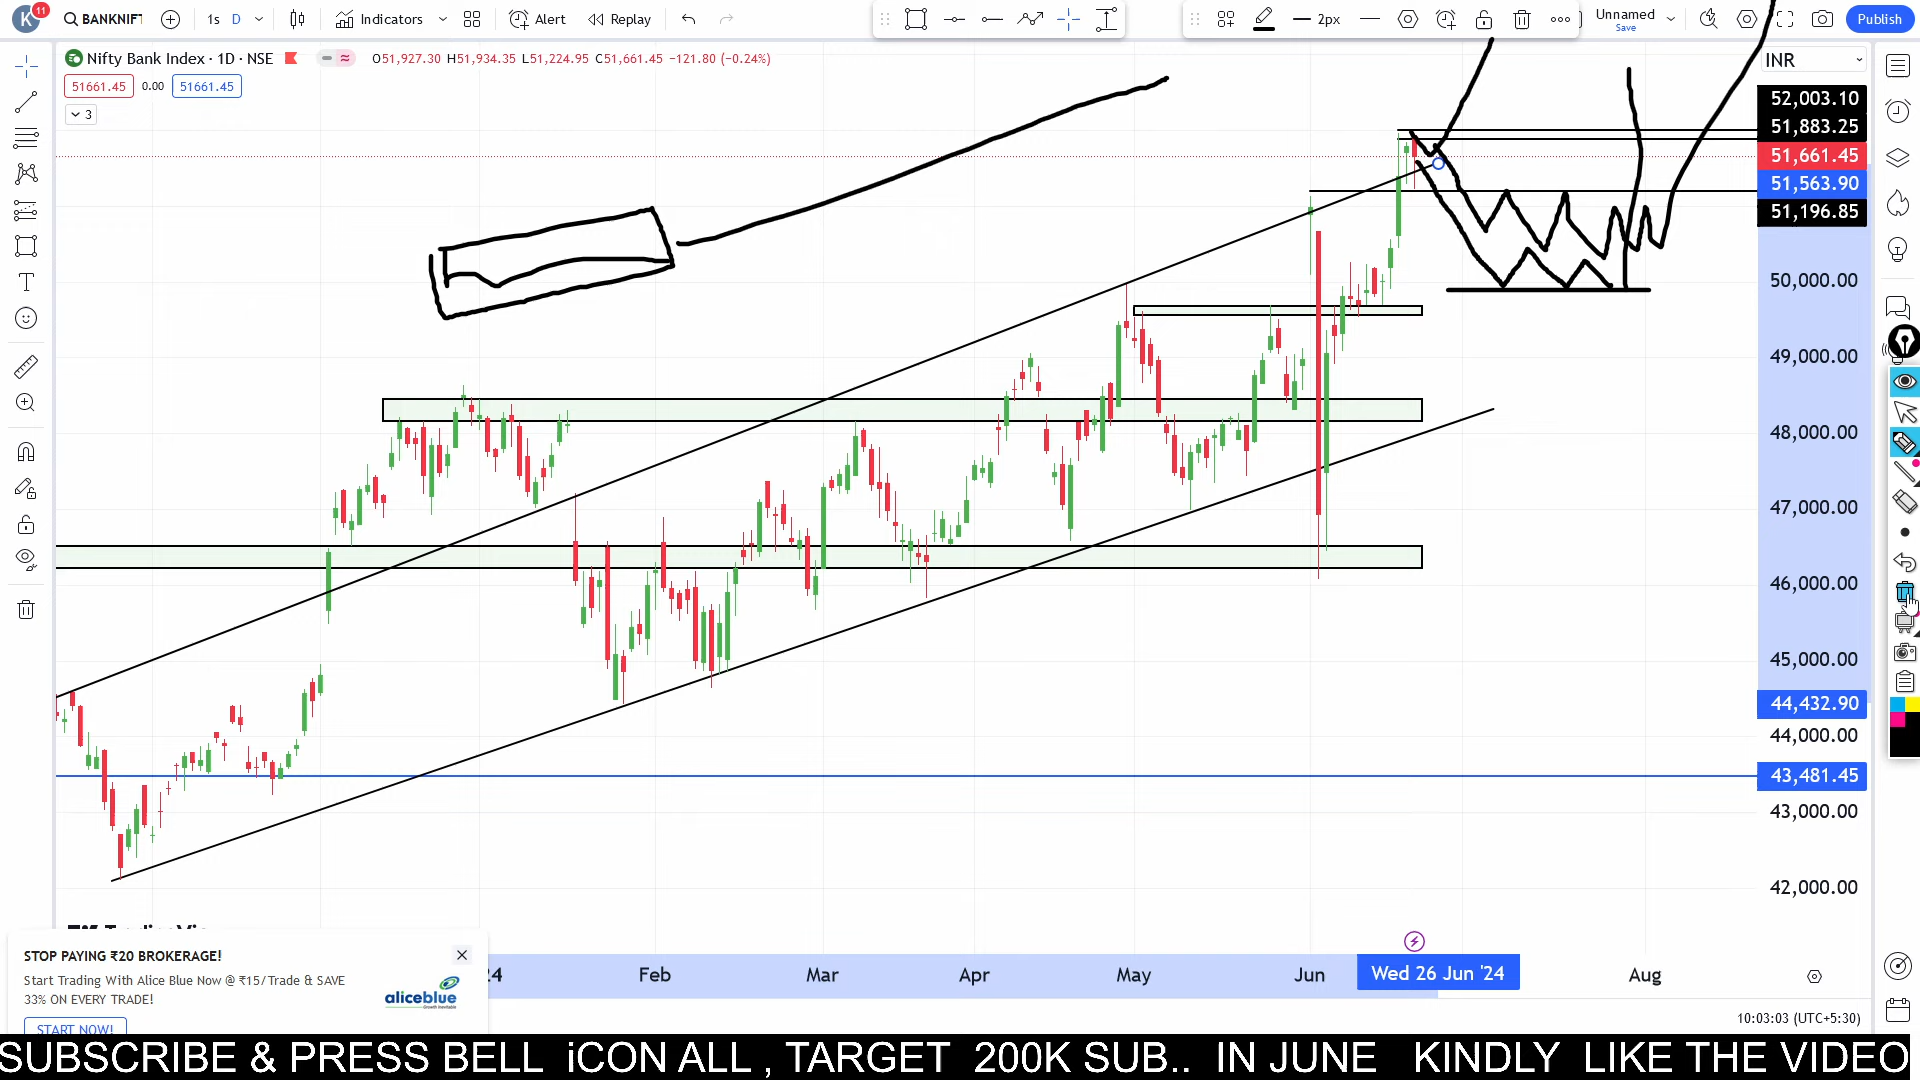 K 11 BANKNIF 1s D Indicators Alert Replay 2px Unnamed Save Publish
Nifty Bank Index · 1D · NSE O51,927.30 H51,934.35 L51,224.95 C51,661.45 −121.80 (−0.24%)
INR
51661.45 0.00 51661.45
3
52,003.10
51,883.25
51,661.45
51,563.90
51,196.85
50,000.00
49,000.00
48,000.00
47,000.00
46,000.00
45,000.00
44,432.90
44,000.00
43,481.45
43,000.00
42,000.00
STOP PAYING ₹20 BROKERAGE!
Start Trading With Alice Blue Now @ ₹15/Trade & SAVE
33% ON EVERY TRADE!
aliceblue
START NOW!
24 Feb Mar Apr May Jun Wed 26 Jun '24 Aug
10:03:03 (UTC+5:30)
SUBSCRIBE & PRESS BELL iCON ALL , TARGET 200K SUB.. IN JUNE KINDLY LIKE THE VIDEO